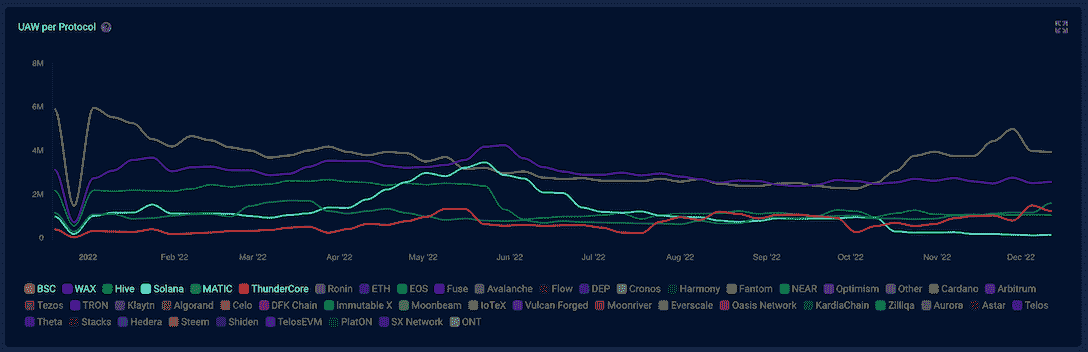 UAW per Protocol
8M
6M
4M
2M
0
2022 Feb '22 Mar '22 Apr '22 May '22 Jun '22 Jul '22 Aug '22 Sep '22 Oct '22 Nov '22 Dec '22
BSC WAX Hive Solana MATIC ThunderCore Ronin ETH EOS Fuse Avalanche Flow DEP Cronos Harmony Fantom NEAR Optimism Other Cardano Arbitrum
Tezos TRON Klaytn Algorand Celo DFK Chain Immutable X Moonbeam IoTeX Vulcan Forged Moonriver Everscale Oasis Network KardiaChain Zilliqa Aurora Astar Telos
Theta Stacks Hedera Steem Shiden TelosEVM PlatON SX Network ONT